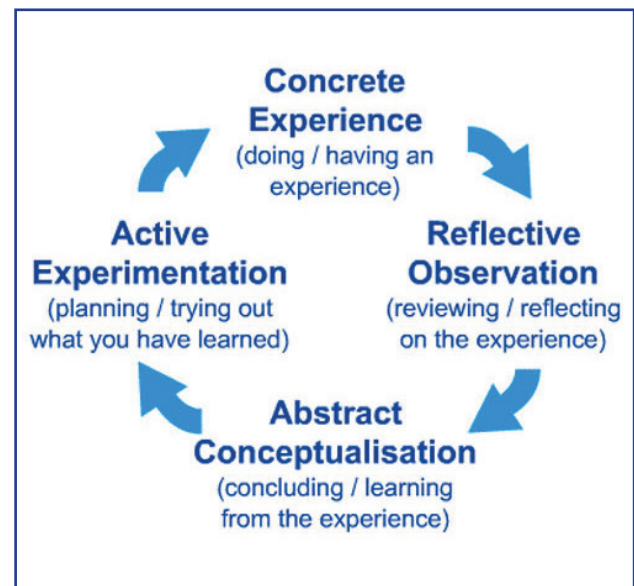 Concrete
Experience
(doing / having an
experience)
Reflective
Observation
(reviewing / reflecting
on the experience)
Abstract
Conceptualisation
(concluding / learning
from the experience)
Active
Experimentation
(planning / trying out
what you have learned)